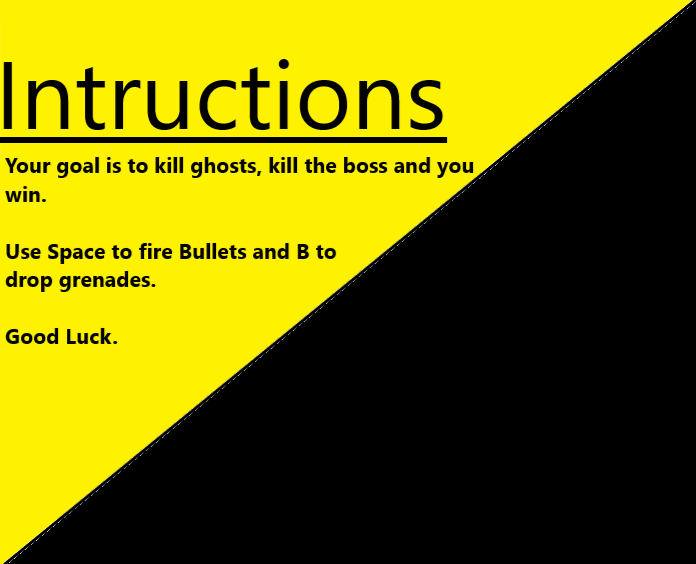 Intructions
Your goal is to kill ghosts, kill the boss and you
win.
Use Space to fire Bullets and B to
drop grenades.
Good Luck.